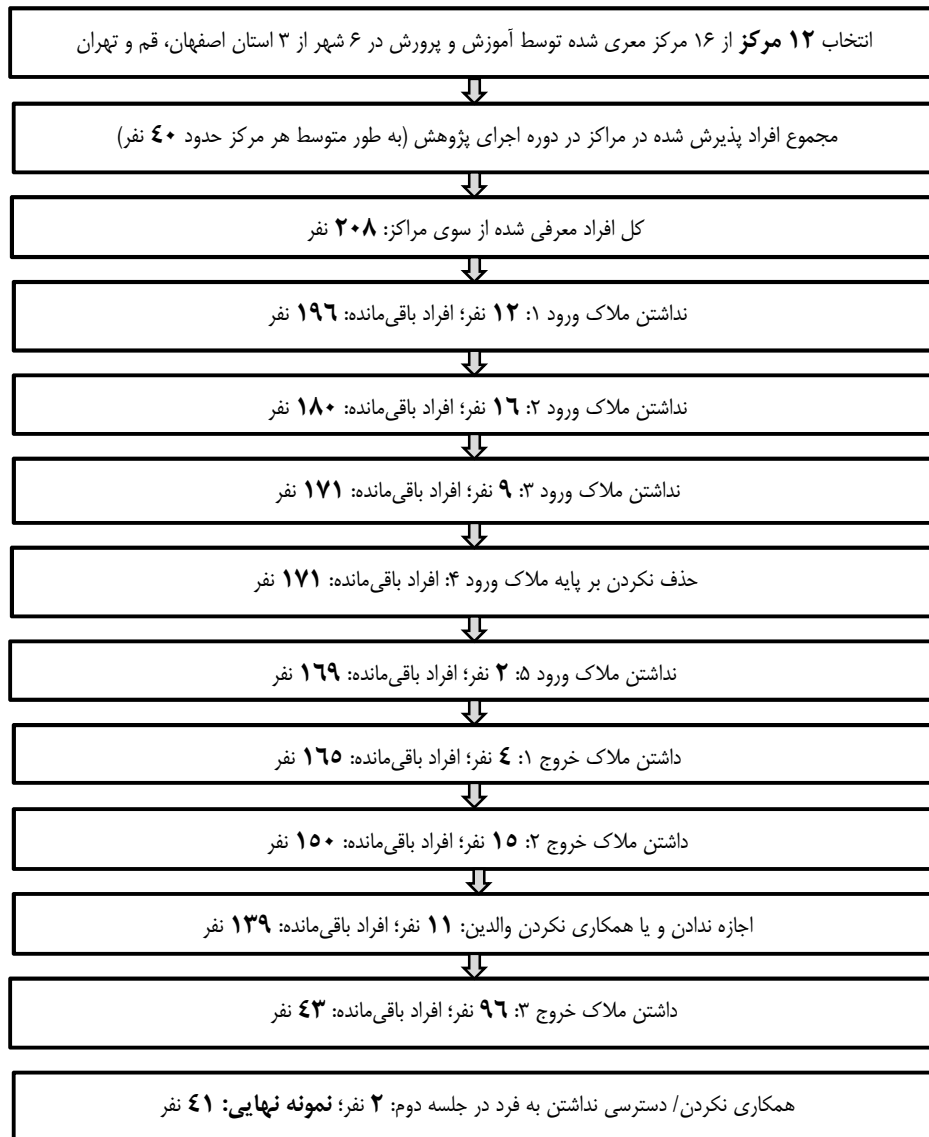 انتخاب ۱۲ مرکز از ۱۶ مرکز معری شده توسط آموزش و پرورش در ۶ شهر از ۳ استان اصفهان، قم و تهران
مجموع افراد پذیرش شده در مراکز در دوره اجرای پژوهش (به طور متوسط هر مرکز حدود ٤۰ نفر)
کل افراد معرفی شده از سوی مراکز: ۲۰۸ نفر
نداشتن ملاک ورود ۱: ۱۲ نفر؛ افراد باقی‌مانده: ۱۹٦ نفر
نداشتن ملاک ورود ۲: ۱٦ نفر؛ افراد باقی‌مانده: ۱۸۰ نفر
نداشتن ملاک ورود ۳: ۹ نفر؛ افراد باقی‌مانده: ۱۷۱ نفر
حذف نکردن بر پایه ملاک ورود ۴: افراد باقی‌مانده: ۱۷۱ نفر
نداشتن ملاک ورود ۵: ۲ نفر؛ افراد باقی‌مانده: ۱٦۹ نفر
داشتن ملاک خروج ۱: ٤ نفر؛ افراد باقی‌مانده: ۱٦٥ نفر
داشتن ملاک خروج ۲: ۱٥ نفر؛ افراد باقی‌مانده: ۱٥۰ نفر
اجازه ندادن و یا همکاری نکردن والدین: ۱۱ نفر؛ افراد باقی‌مانده: ۱۳۹ نفر
داشتن ملاک خروج ۳: ۹٦ نفر؛ افراد باقی‌مانده: ٤۳ نفر
همکاری نکردن/ دسترسی نداشتن به فرد در جلسه دوم: ۲ نفر؛ نمونه نهایی: ٤۱ نفر